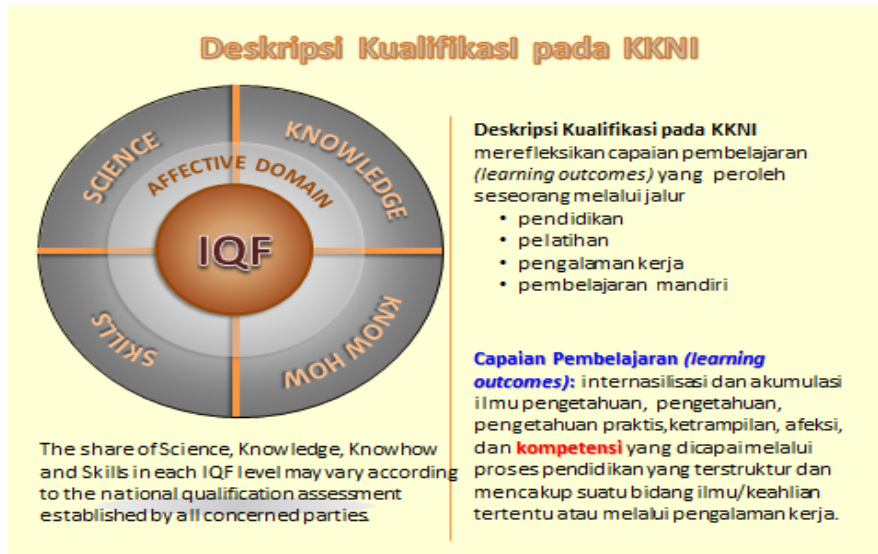 Deskripsi KualifikasI pada KKNI
SCIENCE
KNOWLEDGE
AFFECTIVE DOMAIN
IQF
SKILLS
KNOW HOW
The share of Science, Knowledge, Knowhow
and Skills in each IQF level may vary according
to the national qualification assessment
established by all concerned parties.
Deskripsi Kualifikasi pada KKNI
merefleksikan capaian pembelajaran
(learning outcomes) yang peroleh
seseorang melalui jalur
• pendidikan
• pelatihan
• pengalaman kerja
• pembelajaran mandiri
Capaian Pembelajaran (learning
outcomes): internasilisasi dan akumulasi
ilmu pengetahuan, pengetahuan,
pengetahuan praktis,ketrampilan, afeksi,
dan kompetensi yang dicapai melalui
proses pendidikan yang terstruktur dan
mencakup suatu bidang ilmu/keahlian
tertentu atau melalui pengalaman kerja.